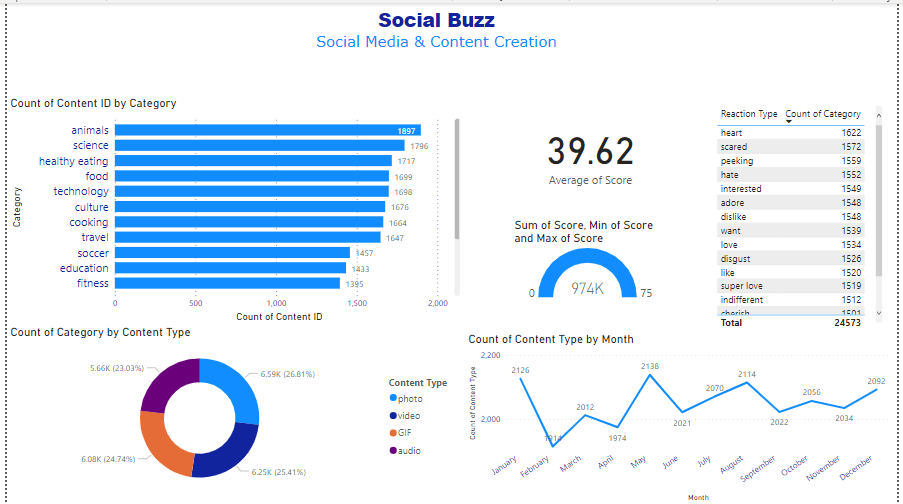 Social Buzz
Social Media & Content Creation
Count of Content ID by Category
Category
animals 1897
science 1796
healthy eating 1717
food 1699
technology 1698
culture 1676
cooking 1664
travel 1647
soccer 1457
education 1433
fitness 1395
0 500 1,000 1,500 2,000
Count of Content ID
39.62
Average of Score
Sum of Score, Min of Score
and Max of Score
974K
0 75
Reaction Type Count of Category
heart 1622
scared 1572
peeking 1559
hate 1552
interested 1549
adore 1548
dislike 1548
want 1539
love 1534
disgust 1526
like 1520
super love 1519
indifferent 1512
cherish 1501
Total 24573
Count of Category by Content Type
5.66K (23.03%)
6.59K (26.81%)
6.08K (24.74%)
6.25K (25.41%)
Content Type
photo
video
GIF
audio
Count of Content Type by Month
Count of Content Type
2,200
2,000
2126
1914
2012
1974
2138
2021
2070
2114
2022
2056
2034
2092
January
February
March
April
May
June
July
August
September
October
November
December
Month